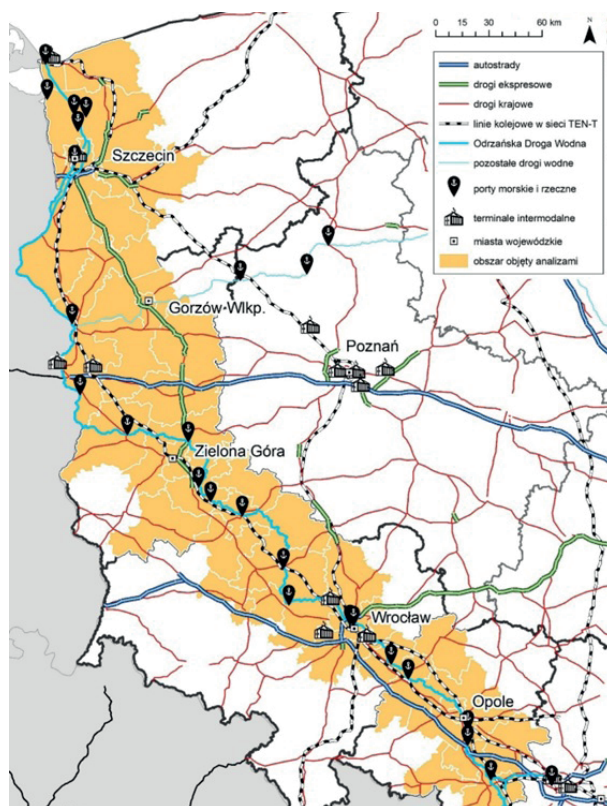 0 15 30 60 km
N
autostrady
drogi ekspresowe
drogi krajowe
linie kolejowe w sieci TEN-T
Odrzańska Droga Wodna
pozostałe drogi wodne
porty morskie i rzeczne
terminale intermodalne
miasta wojewódzkie
obszar objęty analizami
Szczecin
Gorzów Wlkp.
Poznań
Zielona Góra
Wrocław
Opole